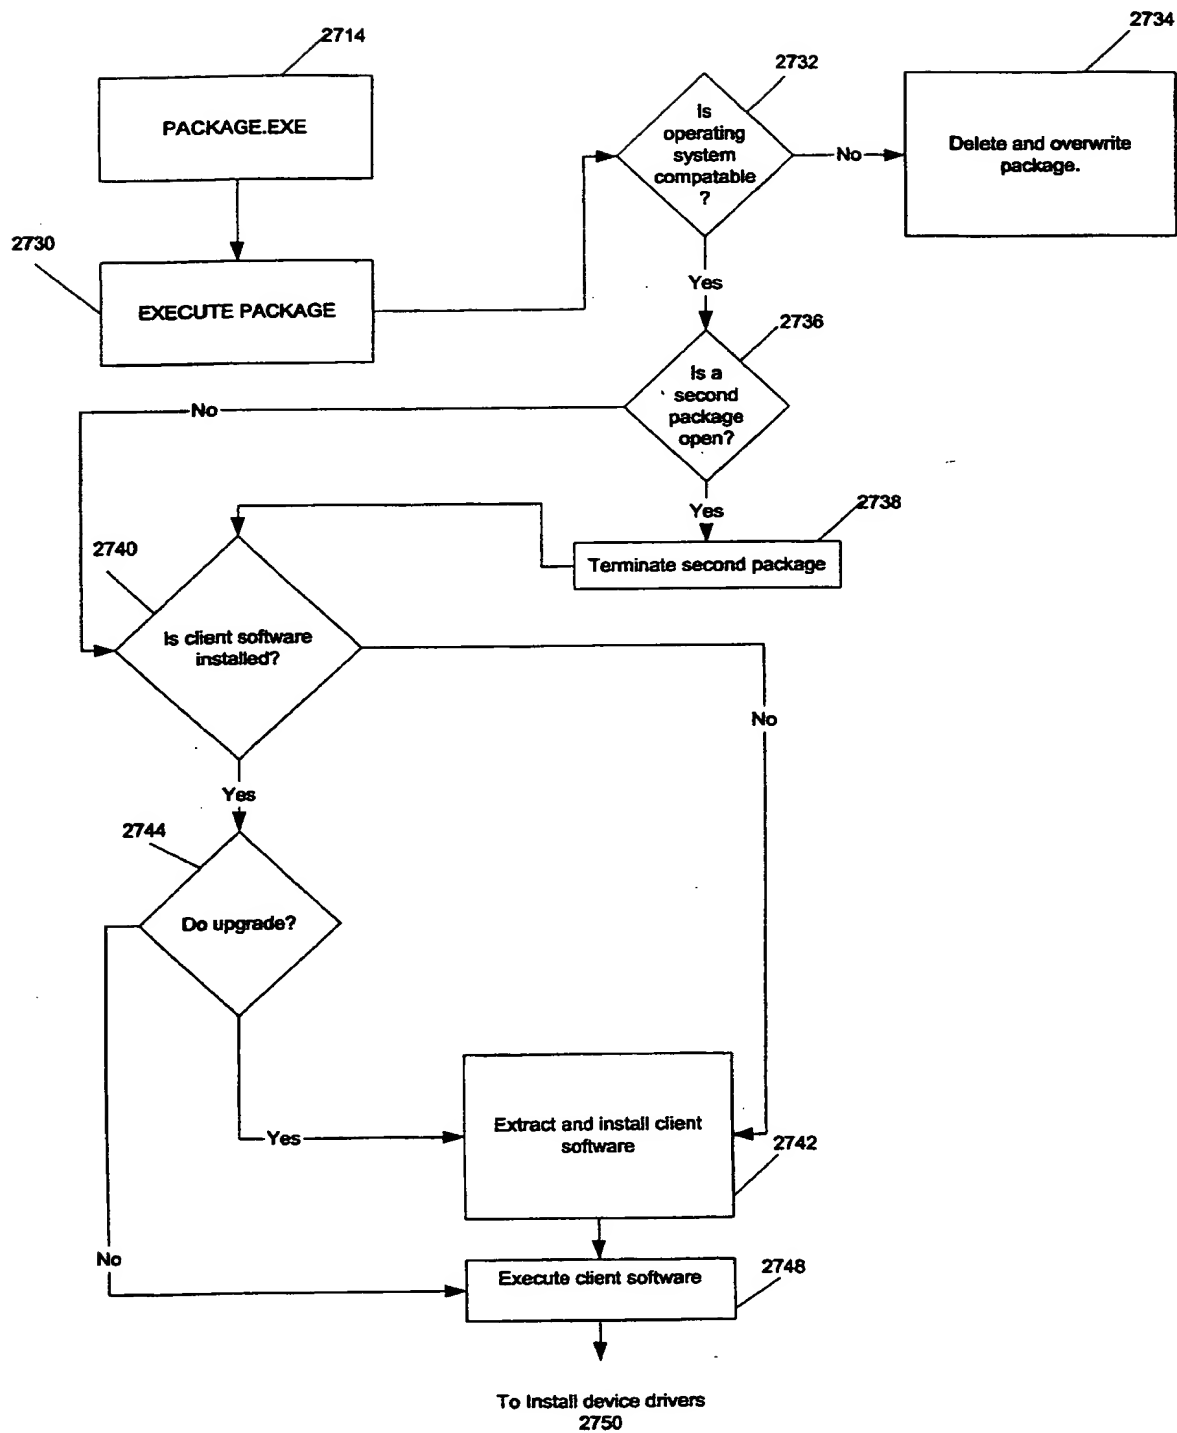 2714
PACKAGE.EXE
2730
EXECUTE PACKAGE
2732
Is
operating
system
compatable
?
No
2734
Delete and overwrite
package.
Yes
2736
Is a
second
package
open?
No
Yes
2738
Terminate second package
2740
Is client software
installed?
No
Yes
2744
Do upgrade?
Yes
Extract and install client
software
2742
No
Execute client software
2748
To Install device drivers
2750